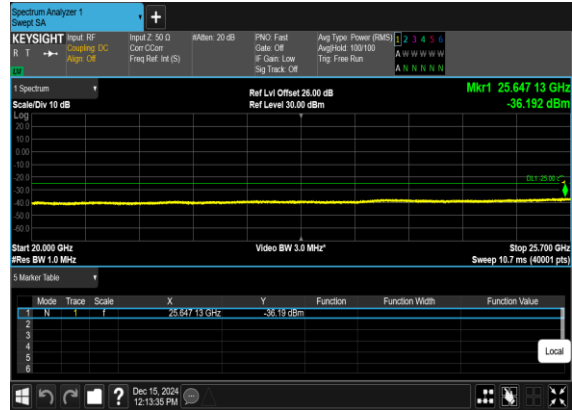 Spectrum Analyzer 1
Swept SA
+
KEYSIGHT Input: RF Input Z: 50 Ω #Atten: 20 dB PNO: Fast Avg Type: Power (RMS) 1 2 3 4 5 6
R T Coupling: DC Corr CCorr Gate: Off Avg|Hold: 100/100 A W W W W W
Align: Off Freq Ref: Int (S) IF Gain: Low Trig: Free Run
Sig Track: Off A N N N N N
1 Spectrum Ref Lvl Offset 26.00 dB Mkr1 25.647 13 GHz
Scale/Div 10 dB Ref Level 30.00 dBm -36.192 dBm
Log
20.0
10.0
0.00
-10.0
-20.0
DL1 -25.00
-30.0
-40.0
-50.0
-60.0
Start 20.000 GHz Video BW 3.0 MHz* Stop 25.700 GHz
#Res BW 1.0 MHz Sweep 10.7 ms (40001 pts)
5 Marker Table
Mode Trace Scale X Y Function Function Width Function Value
1 N 1 f 25.647 13 GHz -36.19 dBm
2
3
4
5
6
Local
? Dec 15, 2024
12:13:35 PM